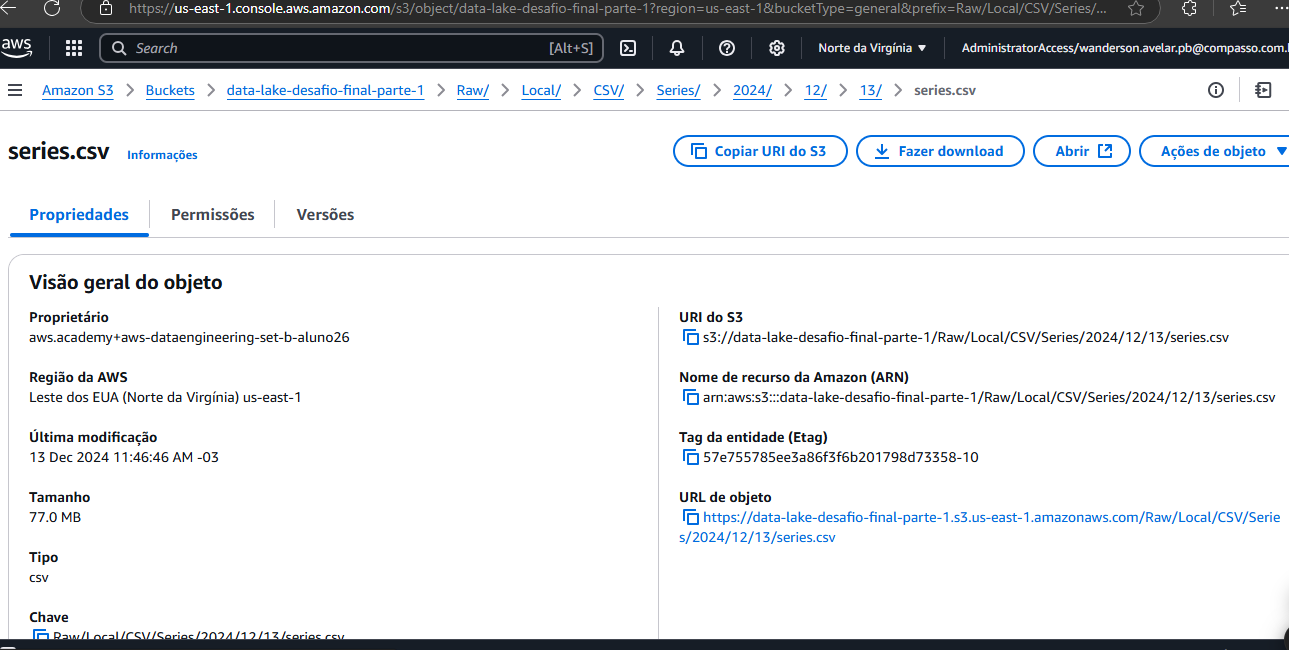 https://us-east-1.console.aws.amazon.com/s3/object/data-lake-desafio-final-parte-1?region=us-east-1&bucketType=general&prefix=Raw/Local/CSV/Series/...
aws Search [Alt+S] Norte da Virgínia ▼ AdministratorAccess/wanderson.avelar.pb@compasso.com.
Amazon S3 > Buckets > data-lake-desafio-final-parte-1 > Raw/ > Local/ > CSV/ > Series/ > 2024/ > 12/ > 13/ > series.csv
series.csv Informações Copiar URI do S3 Fazer download Abrir Ações de objeto ▼
Propriedades Permissões Versões
Visão geral do objeto
Proprietário
aws.academy+aws-dataengineering-set-b-aluno26
Região da AWS
Leste dos EUA (Norte da Virgínia) us-east-1
Última modificação
13 Dec 2024 11:46:46 AM -03
Tamanho
77.0 MB
Tipo
csv
Chave
Raw/Local/CSV/Series/2024/12/13/series.csv
URI do S3
s3://data-lake-desafio-final-parte-1/Raw/Local/CSV/Series/2024/12/13/series.csv
Nome de recurso da Amazon (ARN)
arn:aws:s3:::data-lake-desafio-final-parte-1/Raw/Local/CSV/Series/2024/12/13/series.csv
Tag da entidade (Etag)
57e755785ee3a86f3f6b201798d73358-10
URL de objeto
https://data-lake-desafio-final-parte-1.s3.us-east-1.amazonaws.com/Raw/Local/CSV/Serie
s/2024/12/13/series.csv